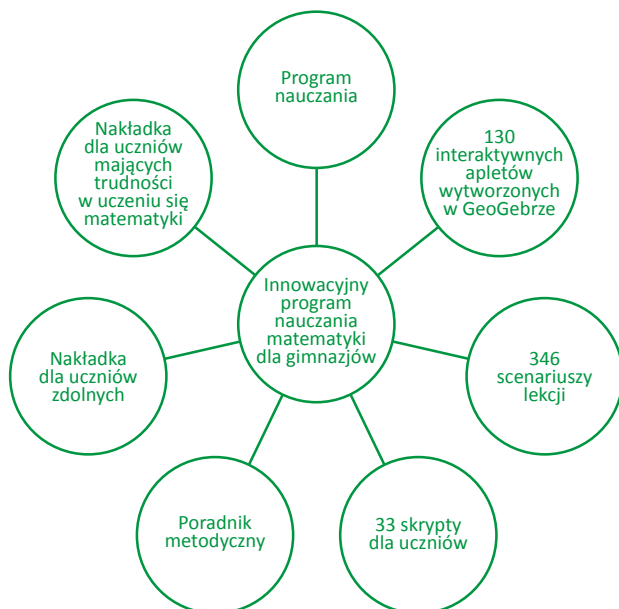 Program
nauczania
130
interaktywnych
apletów
wytworzonych
w GeoGebrze
346
scenariuszy
lekcji
33 skrypty
dla uczniów
Poradnik
metodyczny
Nakładka
dla uczniów
zdolnych
Nakładka
dla uczniów
mających
trudności
w uczeniu się
matematyki
Innowacyjny
program
nauczania
matematyki
dla gimnazjów